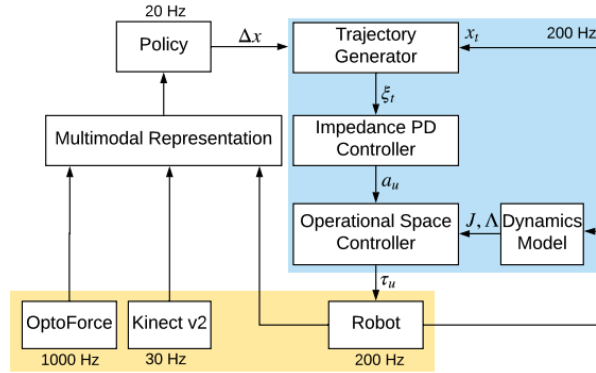 20 Hz
Policy
Δx
Trajectory
Generator
x_t
200 Hz
ξ_t
Multimodal Representation
Impedance PD
Controller
a_u
Operational Space
Controller
J, Λ
Dynamics
Model
τ_u
OptoForce
Kinect v2
Robot
1000 Hz
30 Hz
200 Hz